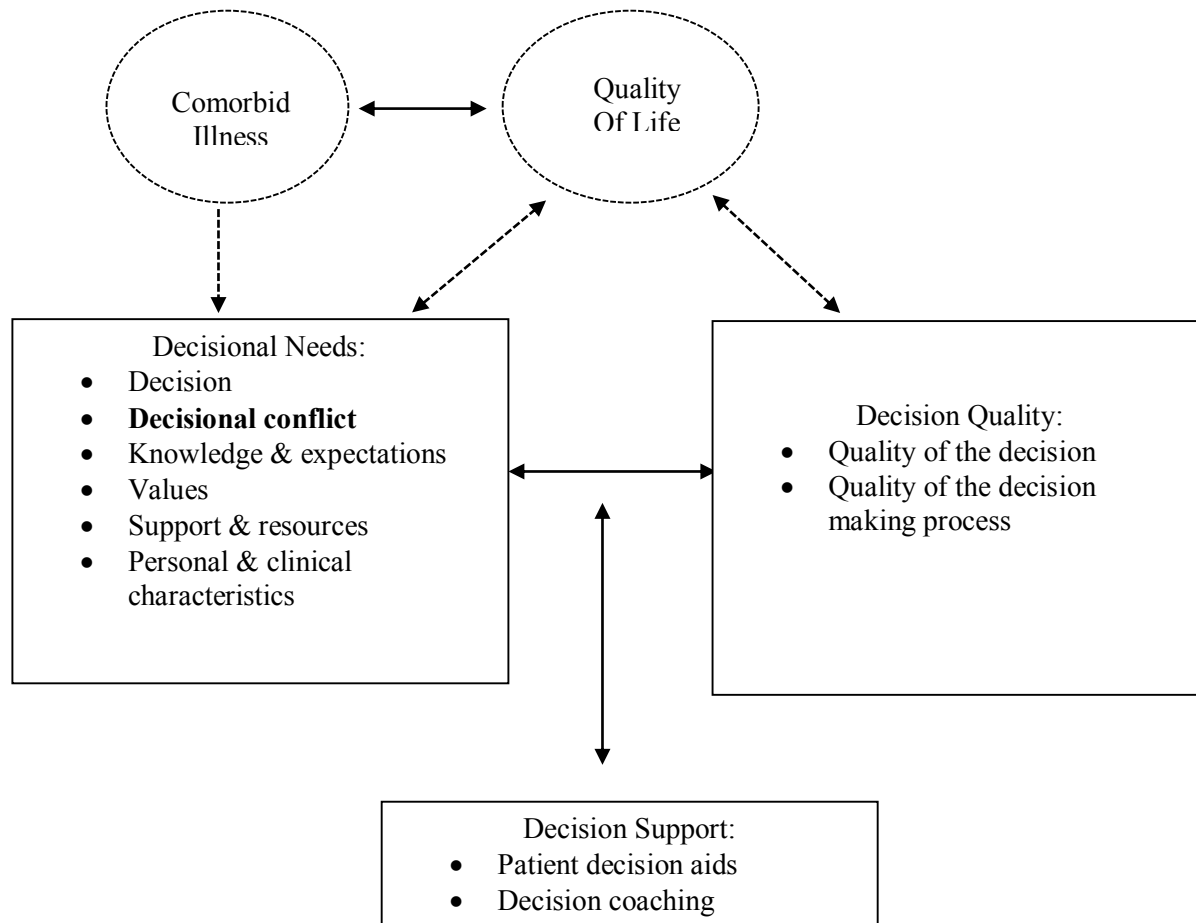 Comorbid
Illness
Quality
Of Life
Decisional Needs:
• Decision
• Decisional conflict
• Knowledge & expectations
• Values
• Support & resources
• Personal & clinical
characteristics
Decision Quality:
• Quality of the decision
• Quality of the decision
making process
Decision Support:
• Patient decision aids
• Decision coaching